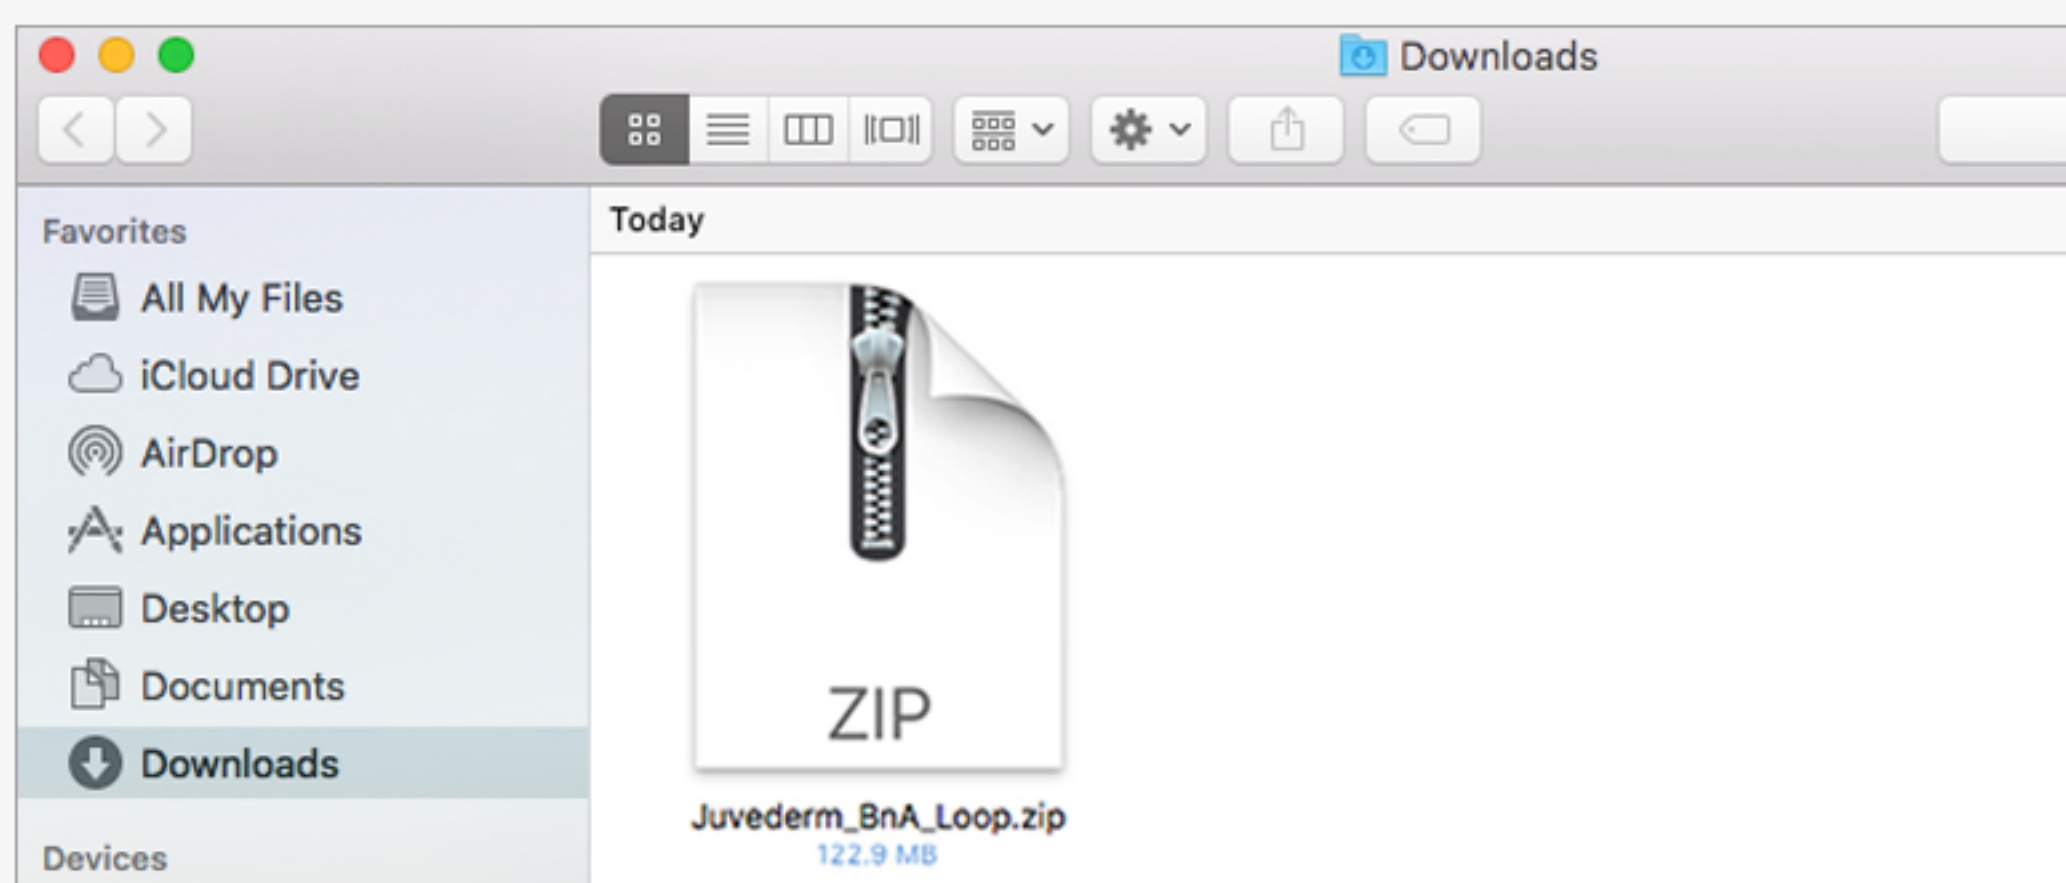 Downloads
Favorites
All My Files
iCloud Drive
AirDrop
Applications
Desktop
Documents
Downloads
Devices
Today
ZIP
Juvederm_BnA_Loop.zip
122.9 MB